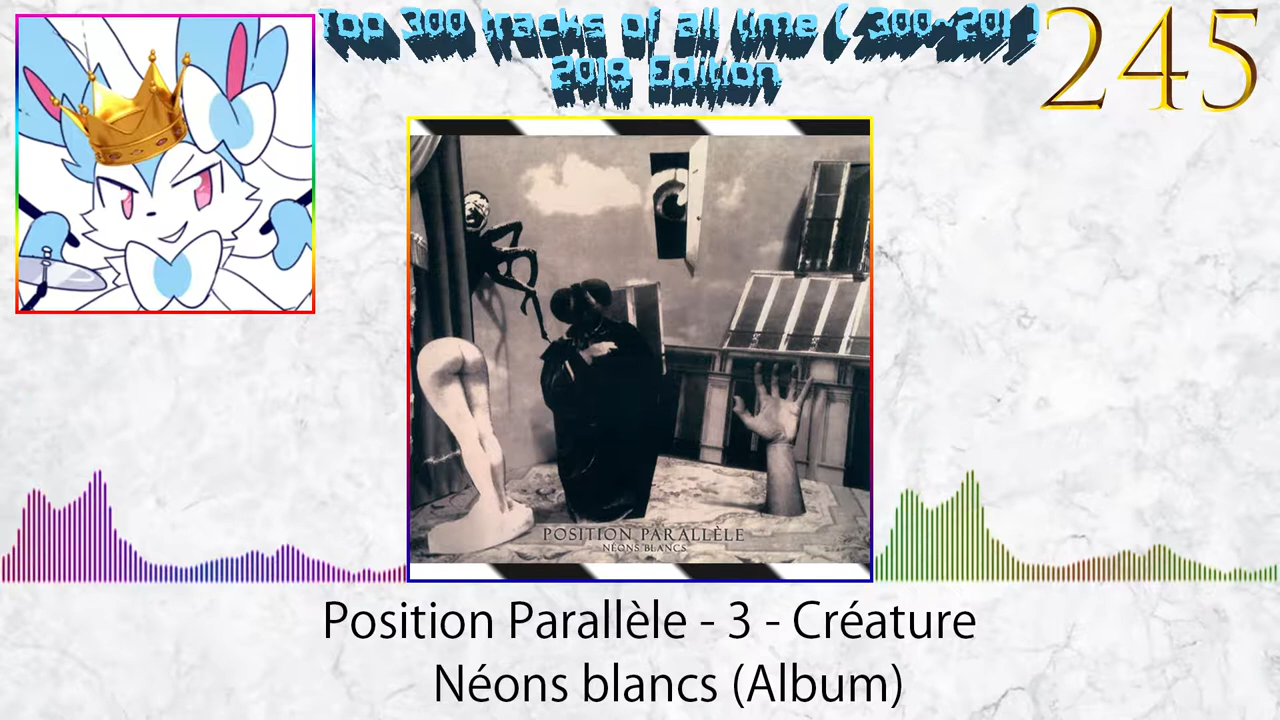 Top 300 tracks of all time ( 300~201 )
2018 Edition
245
POSITION PARALLÈLE
NÉONS BLANCS
Position Parallèle - 3 - Créature
Néons blancs (Album)